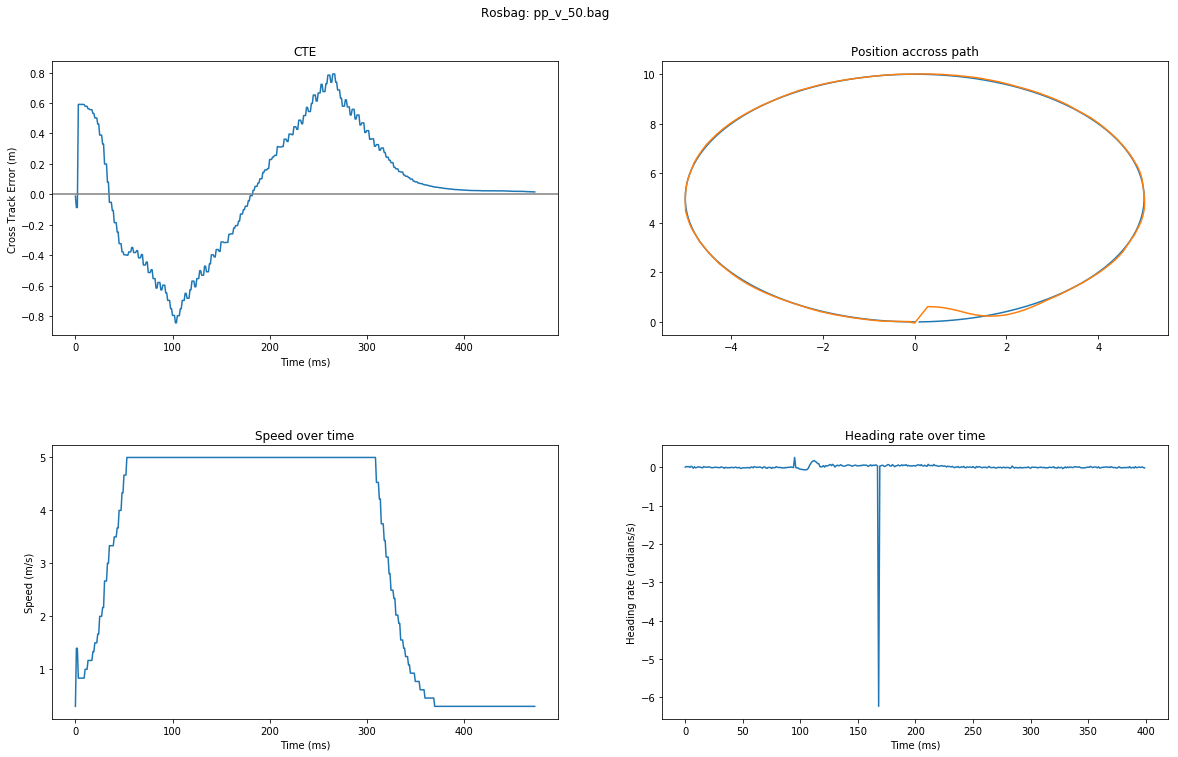 Rosbag: pp_v_50.bag
CTE
Cross Track Error (m)
0.8
0.6
0.4
0.2
0.0
−0.2
−0.4
−0.6
−0.8
0 100 200 300 400
Time (ms)
Position accross path
10
8
6
4
2
0
−4 −2 0 2 4
Speed over time
Speed (m/s)
5
4
3
2
1
0 100 200 300 400
Time (ms)
Heading rate over time
Heading rate (radians/s)
0
−1
−2
−3
−4
−5
−6
0 50 100 150 200 250 300 350 400
Time (ms)